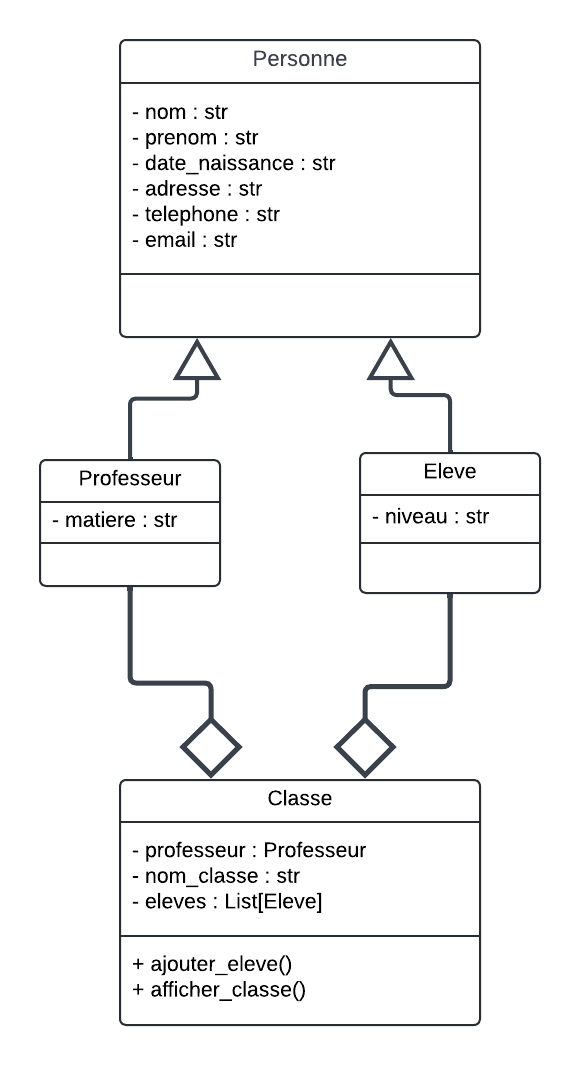 Personne
- nom : str
- prenom : str
- date_naissance : str
- adresse : str
- telephone : str
- email : str
Professeur
- matiere : str
Eleve
- niveau : str
Classe
- professeur : Professeur
- nom_classe : str
- eleves : List[Eleve]
+ ajouter_eleve()
+ afficher_classe()